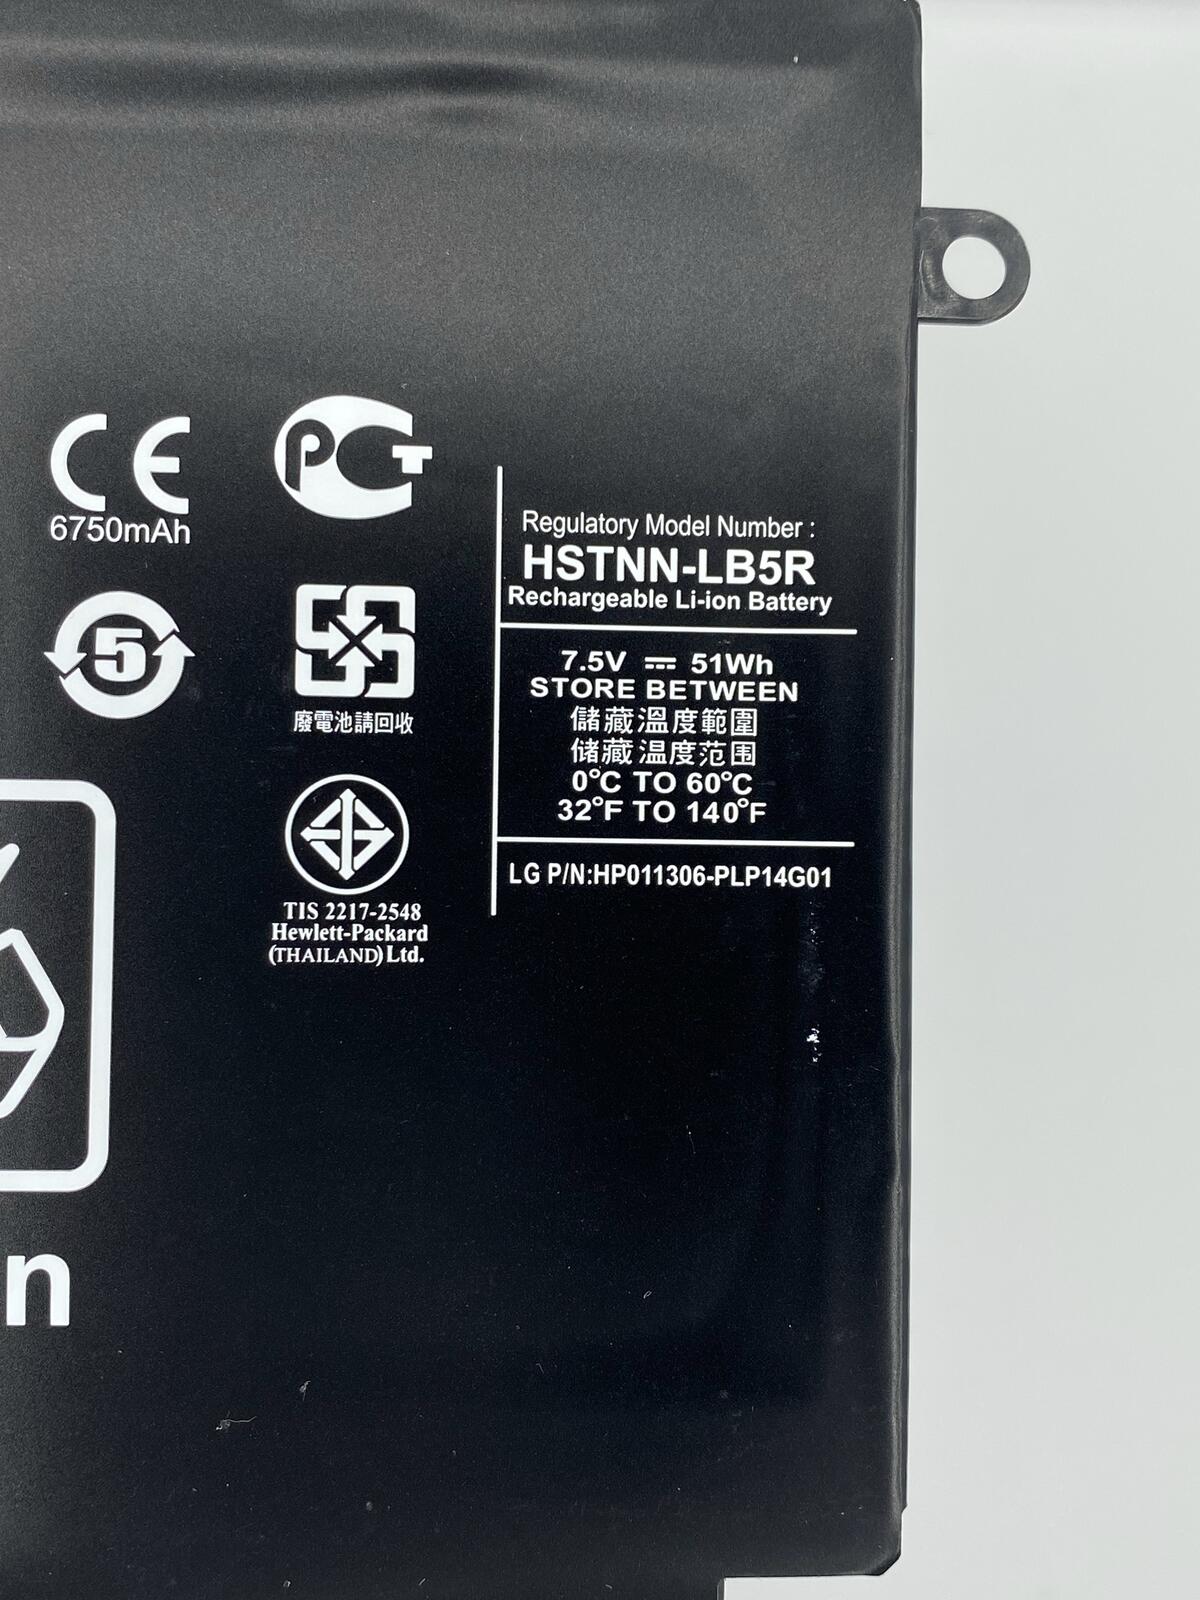 CE
PCT
6750mAh
Regulatory Model Number :
HSTNN-LB5R
Rechargeable Li-ion Battery
5
廢電池請回收
7.5V ⎓ 51Wh
STORE BETWEEN
儲藏溫度範圍
储藏温度范围
0°C TO 60°C
32°F TO 140°F
LG P/N:HP011306-PLP14G01
TIS 2217-2548
Hewlett-Packard
(THAILAND) Ltd.
n